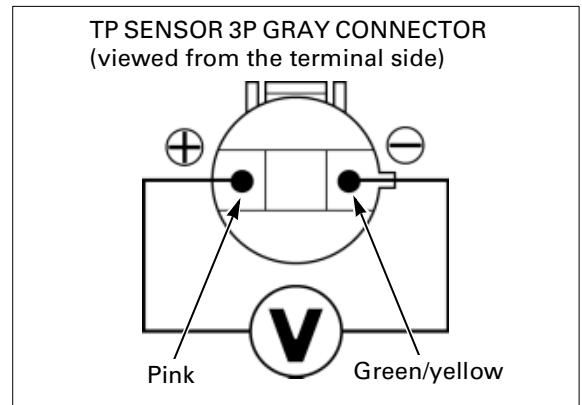 TP SENSOR 3P GRAY CONNECTOR
(viewed from the terminal side)
+ −
V
Pink Green/yellow